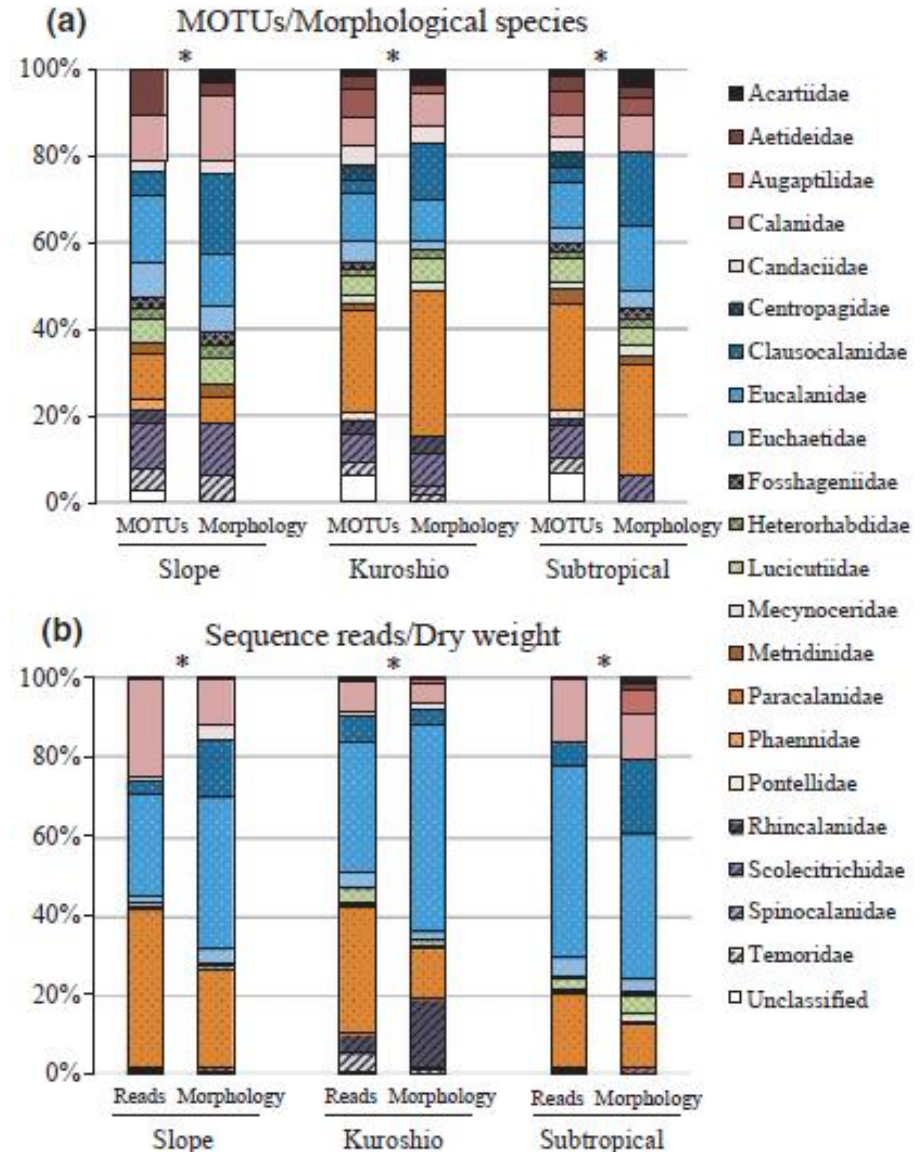 (a) MOTUs/Morphological species
* * *
100%
80%
60%
40%
20%
0%
MOTUs Morphology MOTUs Morphology MOTUs Morphology
Slope Kuroshio Subtropical
(b) Sequence reads/Dry weight
* * *
100%
80%
60%
40%
20%
0%
Reads Morphology Reads Morphology Reads Morphology
Slope Kuroshio Subtropical
Acartiidae
Aetideidae
Augaptilidae
Calanidae
Candaciidae
Centropagidae
Clausocalanidae
Eucalanidae
Euchaetidae
Fosshageniidae
Heterorhabdidae
Lucicutiidae
Mecynoceridae
Metridinidae
Paracalanidae
Phaennidae
Pontellidae
Rhincalanidae
Scolecitrichidae
Spinocalanidae
Temoridae
Unclassified